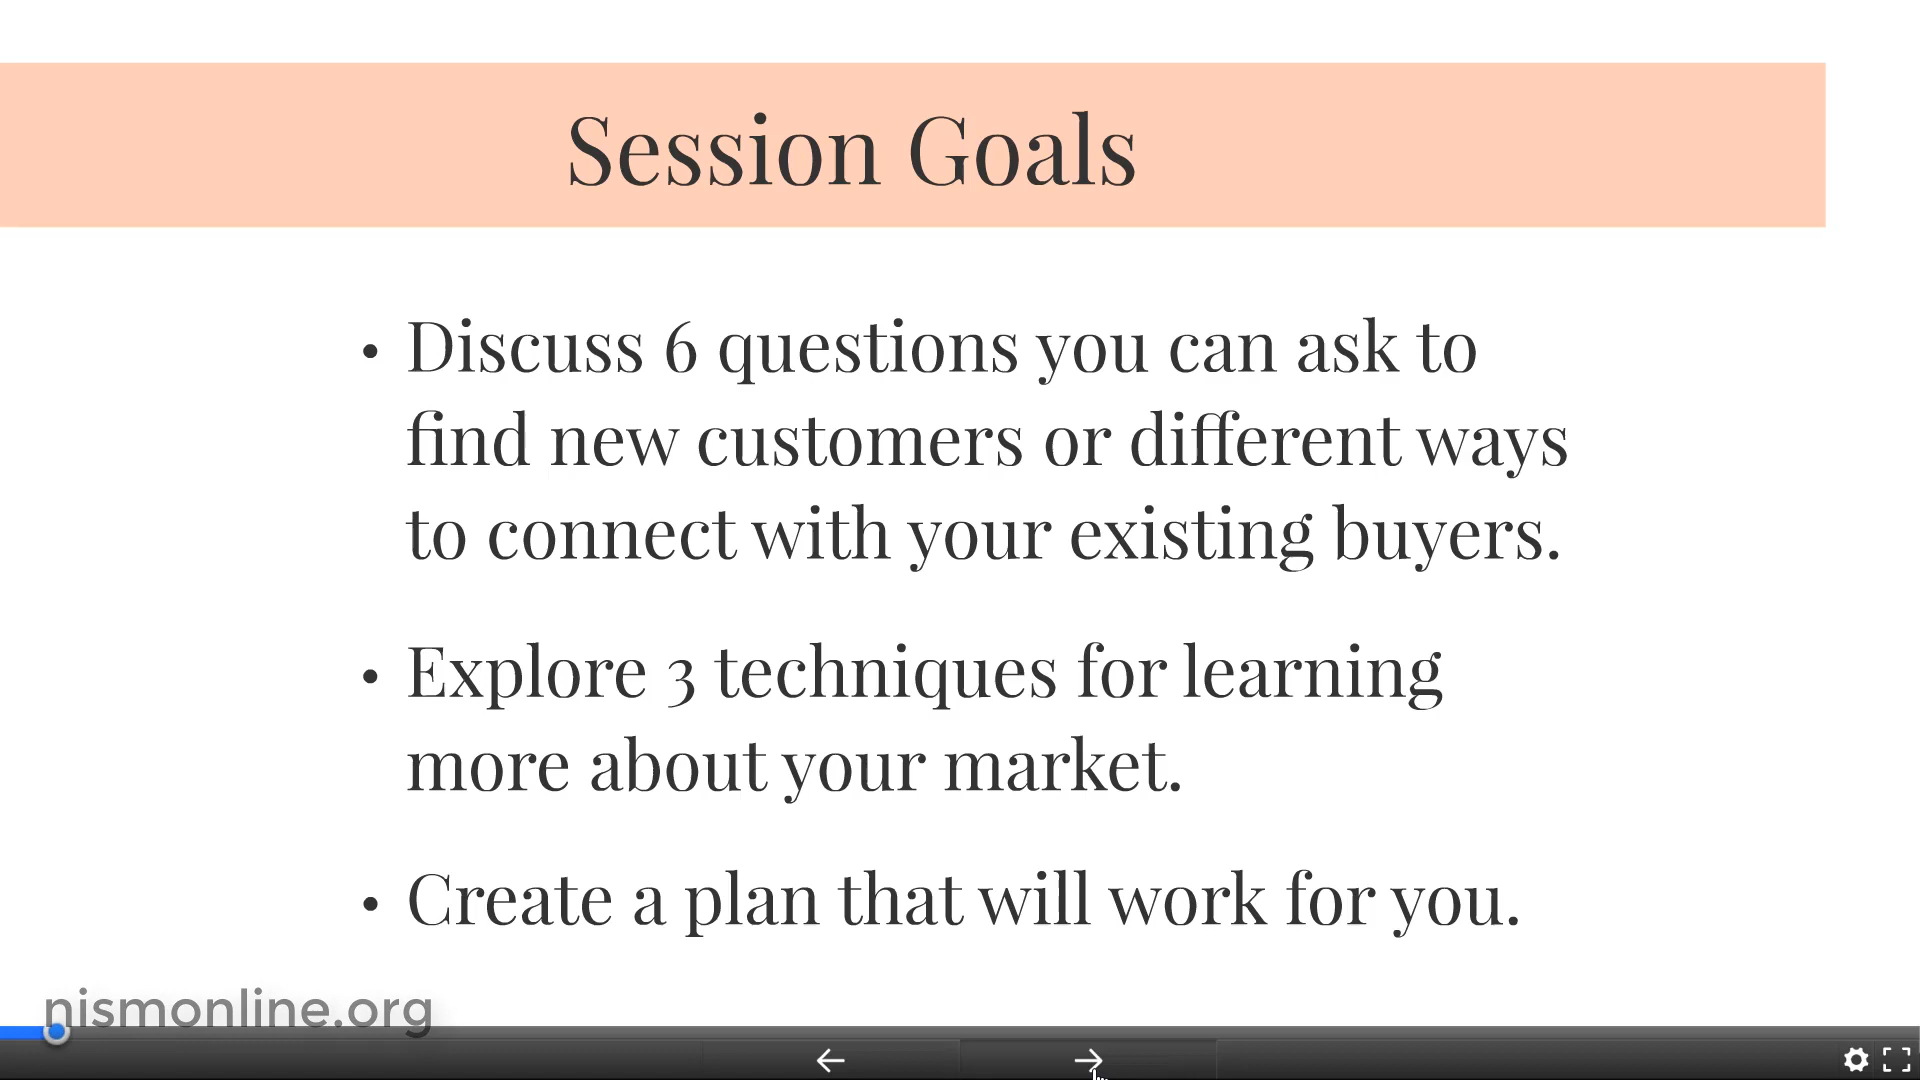 Session Goals
• Discuss 6 questions you can ask to
find new customers or different ways
to connect with your existing buyers.
• Explore 3 techniques for learning
more about your market.
• Create a plan that will work for you.
nismonline.org